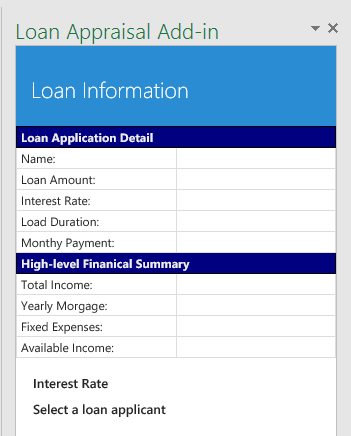 Loan Appraisal Add-in
Loan Information
Loan Application Detail
Name:
Loan Amount:
Interest Rate:
Load Duration:
Monthy Payment:
High-level Finanical Summary
Total Income:
Yearly Morgage:
Fixed Expenses:
Available Income:
Interest Rate
Select a loan applicant